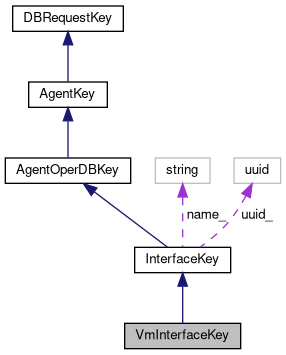 DBRequestKey
AgentKey
AgentOperDBKey
string
uuid
name_
uuid_
InterfaceKey
VmInterfaceKey